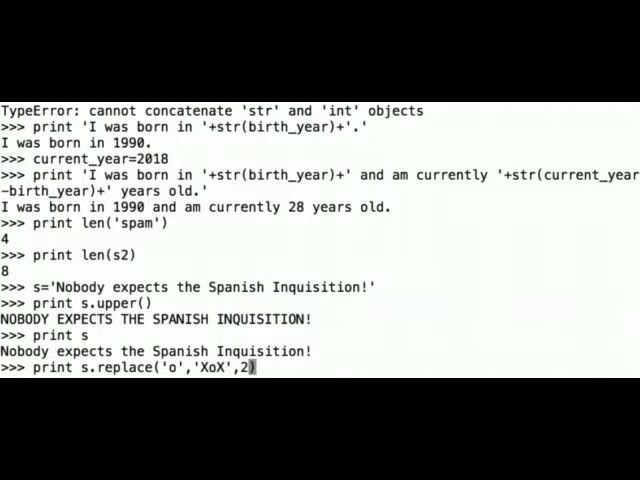 TypeError: cannot concatenate 'str' and 'int' objects
>>> print 'I was born in '+str(birth_year)+'.'
I was born in 1990.
>>> current_year=2018
>>> print 'I was born in '+str(birth_year)+' and am currently '+str(current_year
-birth_year)+' years old.'
I was born in 1990 and am currently 28 years old.
>>> print len('spam')
4
>>> print len(s2)
8
>>> s='Nobody expects the Spanish Inquisition!'
>>> print s.upper()
NOBODY EXPECTS THE SPANISH INQUISITION!
>>> print s
Nobody expects the Spanish Inquisition!
>>> print s.replace('o','XoX',2)